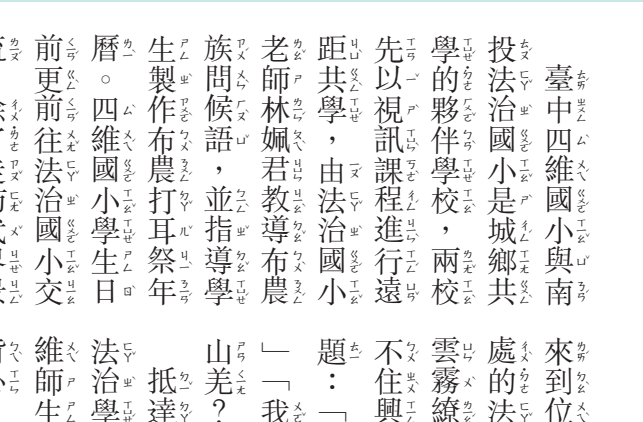 臺中四維國小與南
投法治國小是城鄉共
學的夥伴學校，兩校
先以視訊課程進行遠
距共學，由法治國小
老師林姵君教導布農
族問候語，並指導學
生製作布農打耳祭年
曆。四維國小學生日
前更前往法治國小交
來到位
處的法
雲霧繚
不住興
題：「
」「我
山羌？
抵達
法治學
維師生